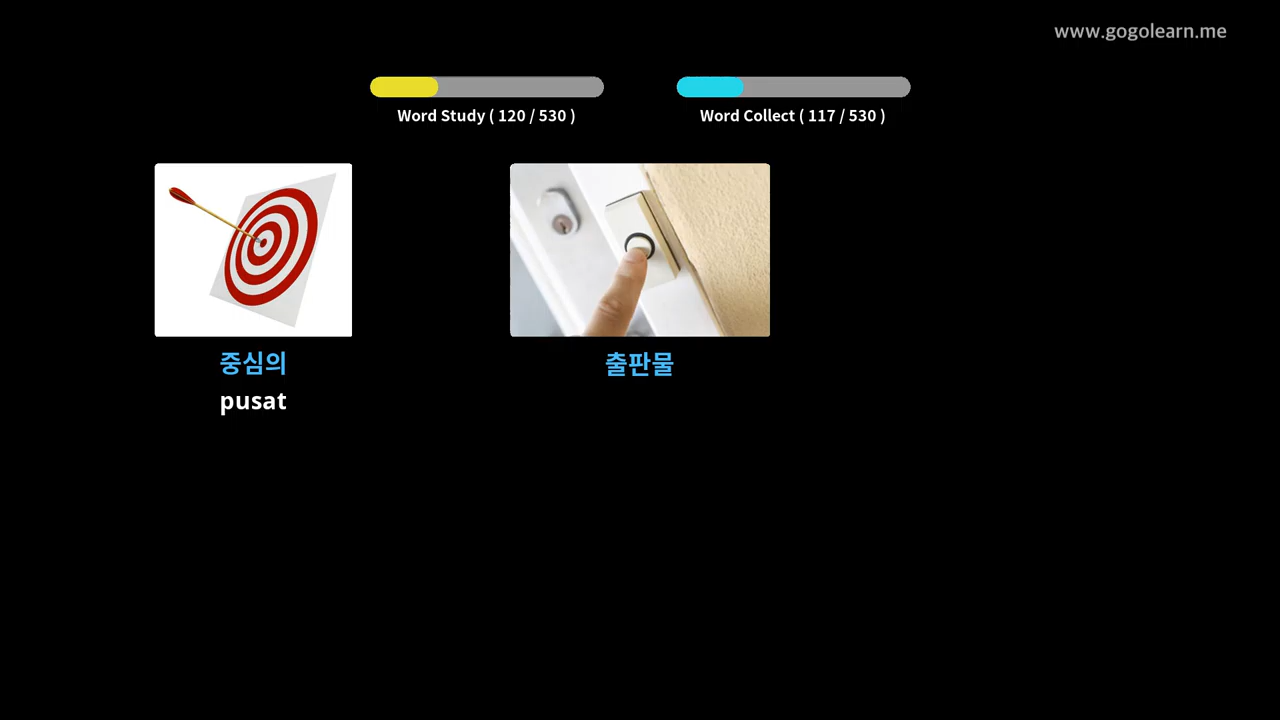 www.gogolearn.me
Word Study ( 120 / 530 )
Word Collect ( 117 / 530 )
중심의
pusat
출판물